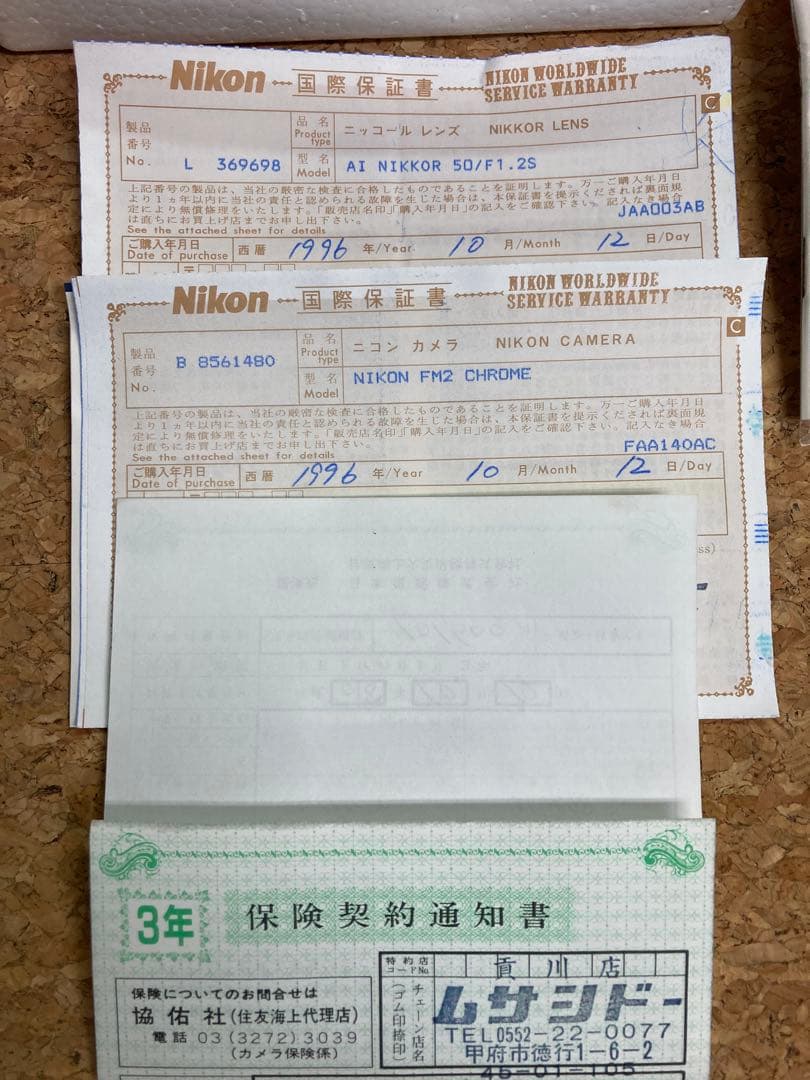 Nikon 国際保証書 NIKON WORLDWIDE
SERVICE WARRANTY
C
製品
番号
No. L 369698
品名
Product type
ニッコール レンズ NIKKOR LENS
型名
Model
AI NIKKOR 50/F1.2S
上記番号の製品は、当社の厳密な検査に合格したものであることを証明します。万一ご購入年月日
より1ヵ年以内に当社の責任と認められる故障を生じた場合は、本保証書を提示くだされば裏面規
定により無償修理をいたします。「販売店名印」「購入年月日」の記入をご確認下さい。記入なき場合
は直ちにお買上げ店までお申し出下さい。
JAA003AB
See the attached sheet for details
ご購入年月日
Date of purchase
西暦 1996 年/Year 10 月/Month 12 日/Day
Nikon 国際保証書 NIKON WORLDWIDE
SERVICE WARRANTY
C
製品
番号
No. B 8561480
品名
Product type
ニコン カメラ NIKON CAMERA
型名
Model
NIKON FM2 CHROME
上記番号の製品は、当社の厳密な検査に合格したものであることを証明します。万一ご購入年月日
より1ヵ年以内に当社の責任と認められる故障を生じた場合は、本保証書を提示くだされば裏面規
定により無償修理をいたします。「販売店名印」「購入年月日」の記入をご確認下さい。記入なき場合
は直ちにお買上げ店までお申し出下さい。
FAA140AC
See the attached sheet for details
ご購入年月日
Date of purchase
西暦 1996 年/Year 10 月/Month 12 日/Day
ss)
3年 保険契約通知書
保険についてのお問合せは
協佑社(住友海上代理店)
電話 03(3272)3039
(カメラ保険係)
特約店
コードNo.
貢川店
チェーン店名
(ゴム印捺印)
ムサシドー
TEL0552-22-0077
甲府市徳行1-6-2
45-01-105